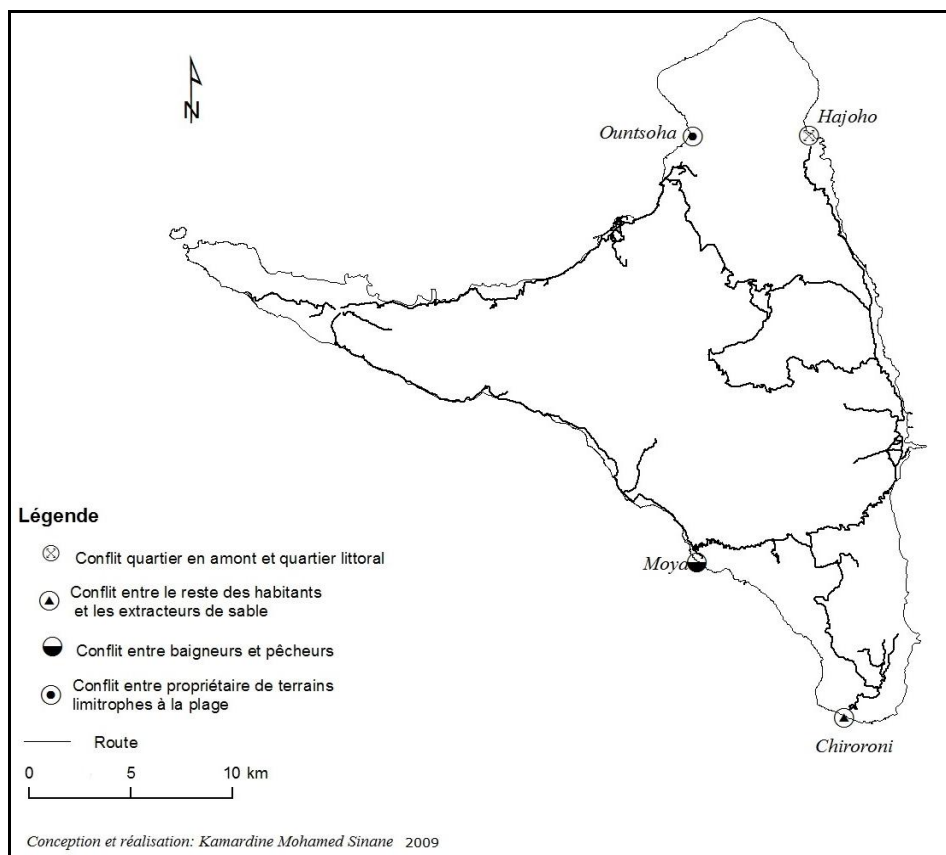 N
Hajoho
Ountsoha
Moya
Chiroroni
Légende
Conflit quartier en amont et quartier littoral
Conflit entre le reste des habitants
et les extracteurs de sable
Conflit entre baigneurs et pêcheurs
Conflit entre propriétaire de terrains
limitrophes à la plage
Route
0 5 10 km
Conception et réalisation: Kamardine Mohamed Sinane 2009